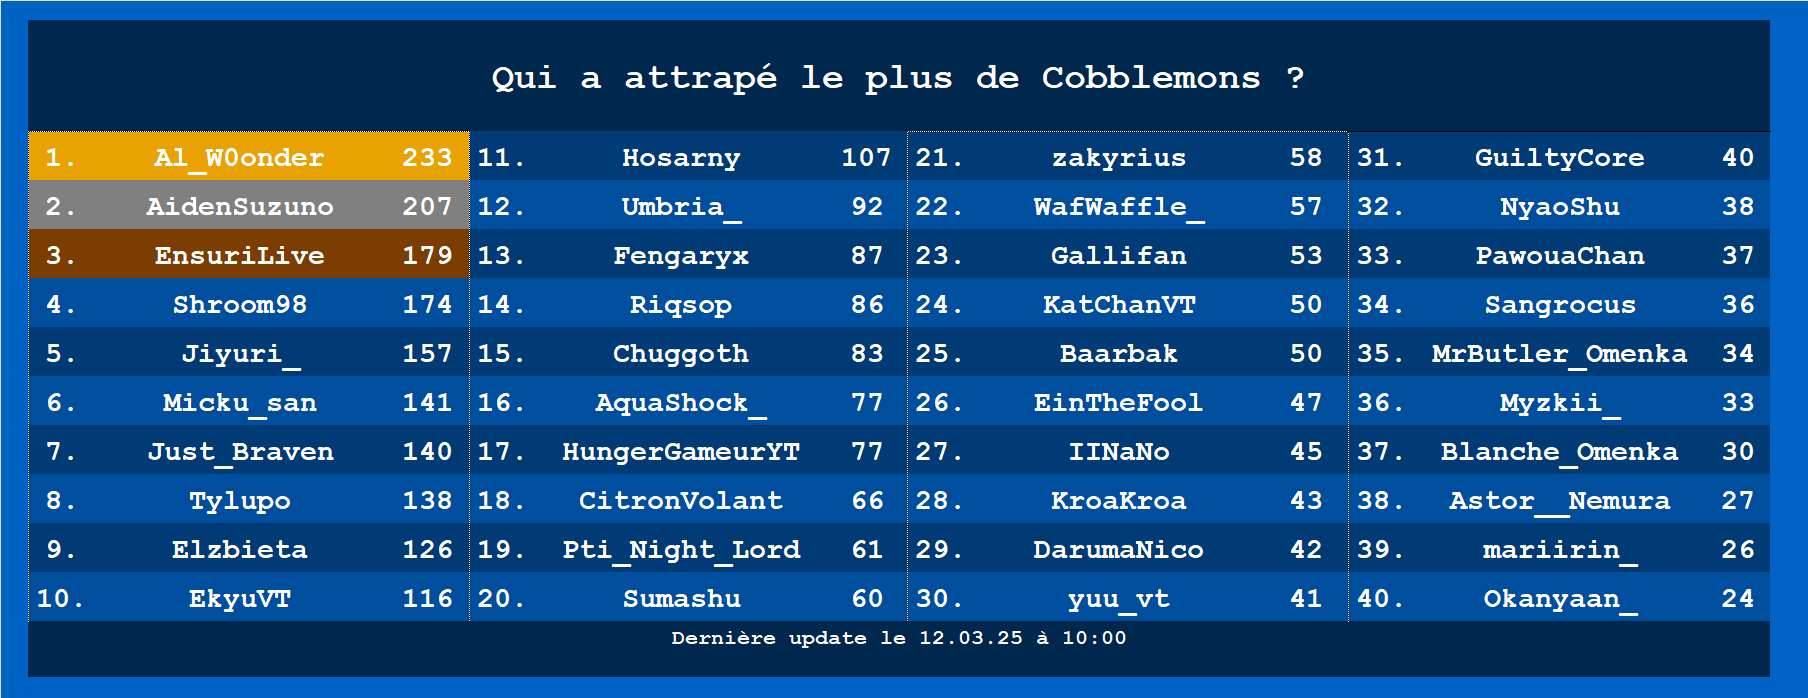 Qui a attrapé le plus de Cobblemons ?
1. Al_W0onder 233 11. Hosarny 107 21. zakyrius 58 31. GuiltyCore 40
2. AidenSuzuno 207 12. Umbria_ 92 22. WafWaffle_ 57 32. NyaoShu 38
3. EnsuriLive 179 13. Fengaryx 87 23. Gallifan 53 33. PawouaChan 37
4. Shroom98 174 14. Riqsop 86 24. KatChanVT 50 34. Sangrocus 36
5. Jiyuri_ 157 15. Chuggoth 83 25. Baarbak 50 35. MrButler_Omenka 34
6. Micku_san 141 16. AquaShock_ 77 26. EinTheFool 47 36. Myzkii_ 33
7. Just_Braven 140 17. HungerGameurYT 77 27. IINaNo 45 37. Blanche_Omenka 30
8. Tylupo 138 18. CitronVolant 66 28. KroaKroa 43 38. Astor__Nemura 27
9. Elzbieta 126 19. Pti_Night_Lord 61 29. DarumaNico 42 39. mariirin_ 26
10. EkyuVT 116 20. Sumashu 60 30. yuu_vt 41 40. Okanyaan_ 24
Dernière update le 12.03.25 à 10:00